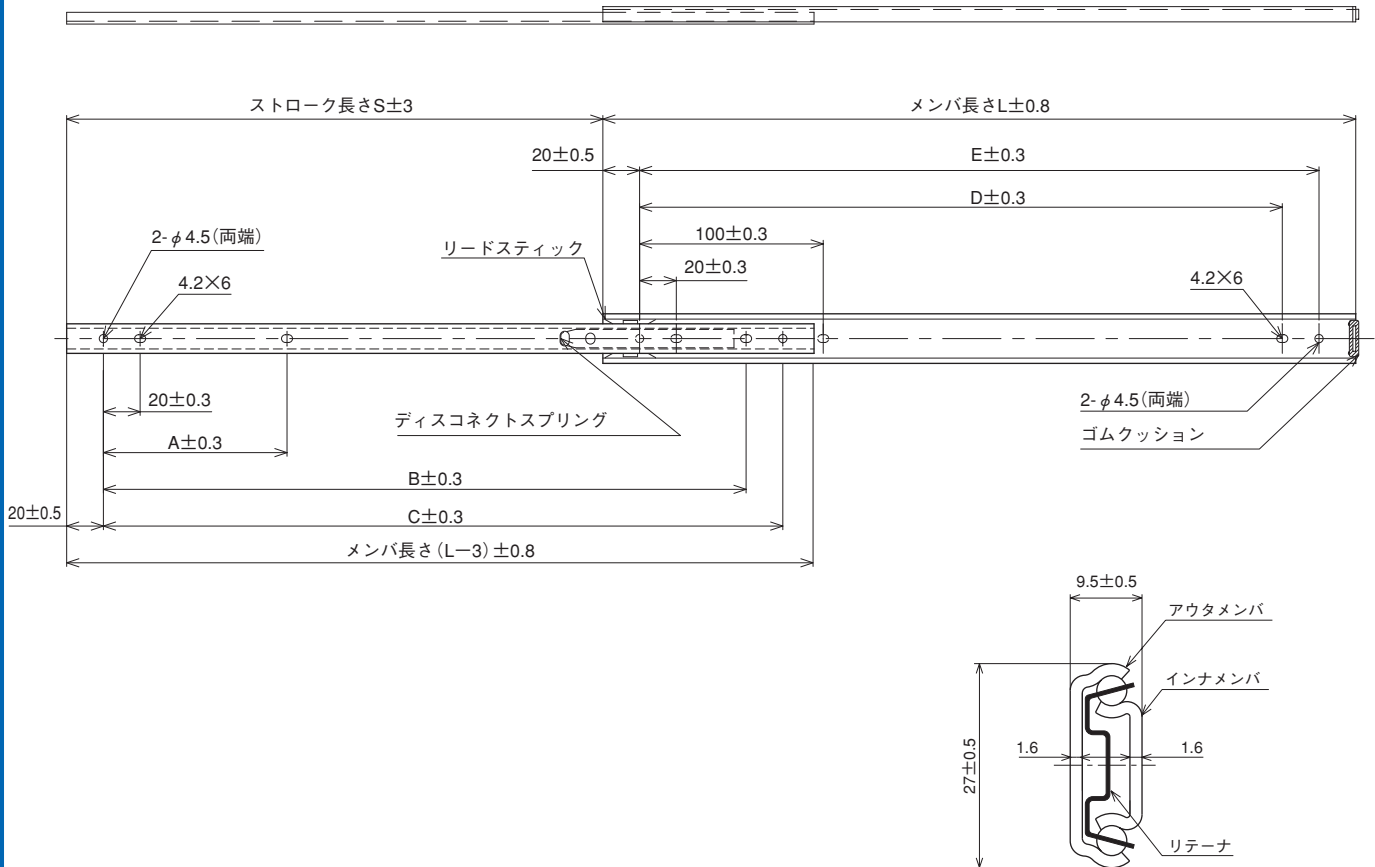 ストローク長さS±3
メンバ長さL±0.8
20±0.5
E±0.3
D±0.3
2-φ4.5(両端)
リードスティック
100±0.3
4.2×6
20±0.3
4.2×6
20±0.3
ディスコネクトスプリング
2-φ4.5(両端)
A±0.3
ゴムクッション
B±0.3
20±0.5
C±0.3
メンバ長さ(L−3)±0.8
9.5±0.5
アウタメンバ
インナメンバ
27±0.5
1.6
1.6
リテーナ